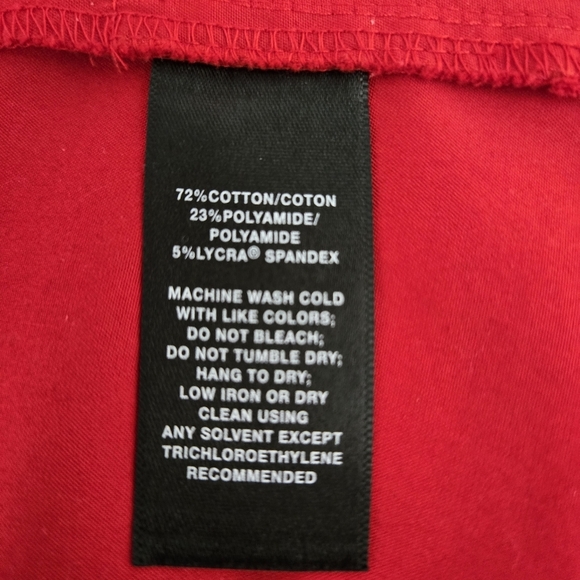 72%COTTON/COTON
23%POLYAMIDE/
POLYAMIDE
5%LYCRA® SPANDEX
MACHINE WASH COLD
WITH LIKE COLORS;
DO NOT BLEACH;
DO NOT TUMBLE DRY;
HANG TO DRY;
LOW IRON OR DRY
CLEAN USING
ANY SOLVENT EXCEPT
TRICHLOROETHYLENE
RECOMMENDED